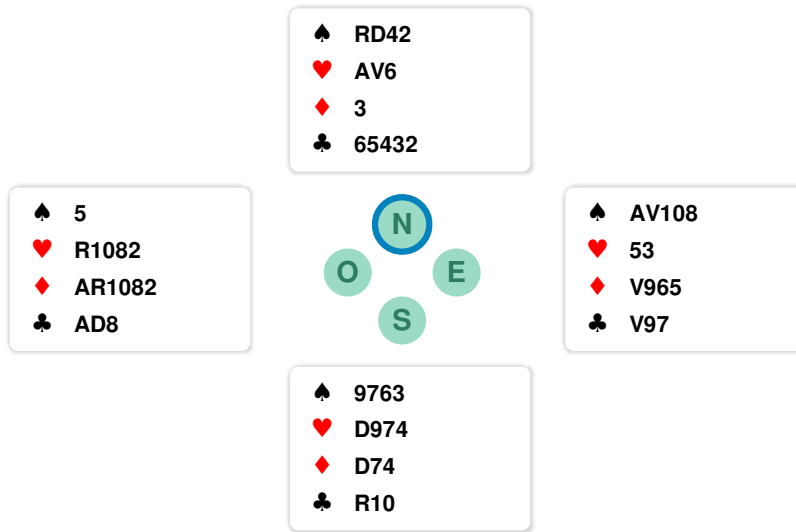 ♠ RD42
♥ AV6
♦ 3
♣ 65432
♠ 5
♥ R1082
♦ AR1082
♣ AD8
N
O E
S
♠ AV108
♥ 53
♦ V965
♣ V97
♠ 9763
♥ D974
♦ D74
♣ R10